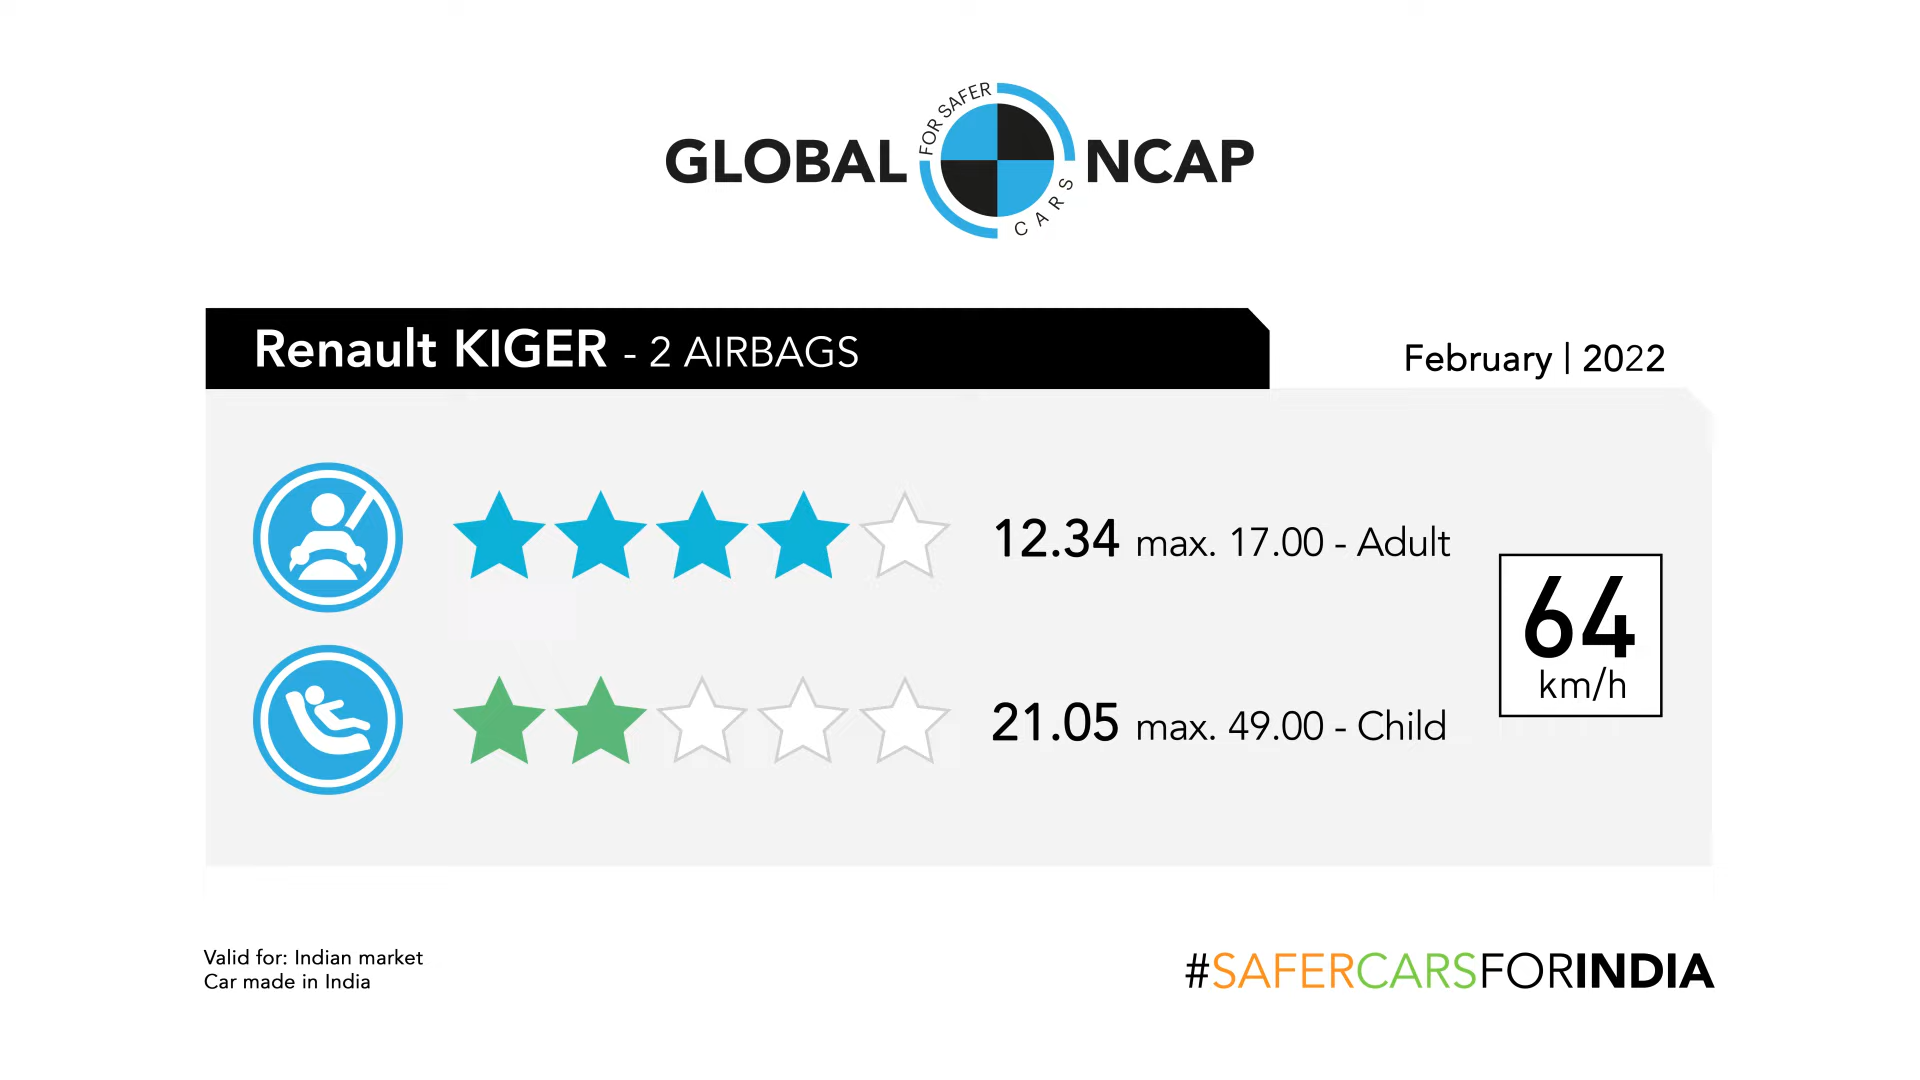 GLOBAL FOR SAFER CARS NCAP
Renault KIGER - 2 AIRBAGS
February | 2022
12.34 max. 17.00 - Adult
64
km/h
21.05 max. 49.00 - Child
Valid for: Indian market
Car made in India
#SAFERCARSFORINDIA